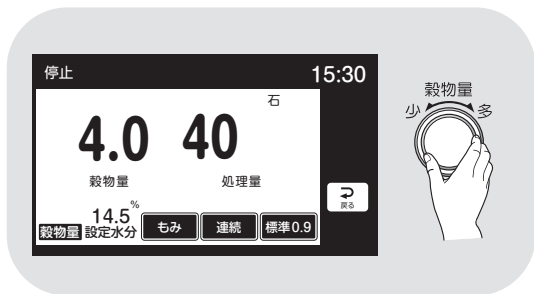 停止 15:30
石
4.0 40
穀物量 処理量
戻る
14.5%
穀物量 設定水分 もみ 連続 標準0.9
穀物量
少 多